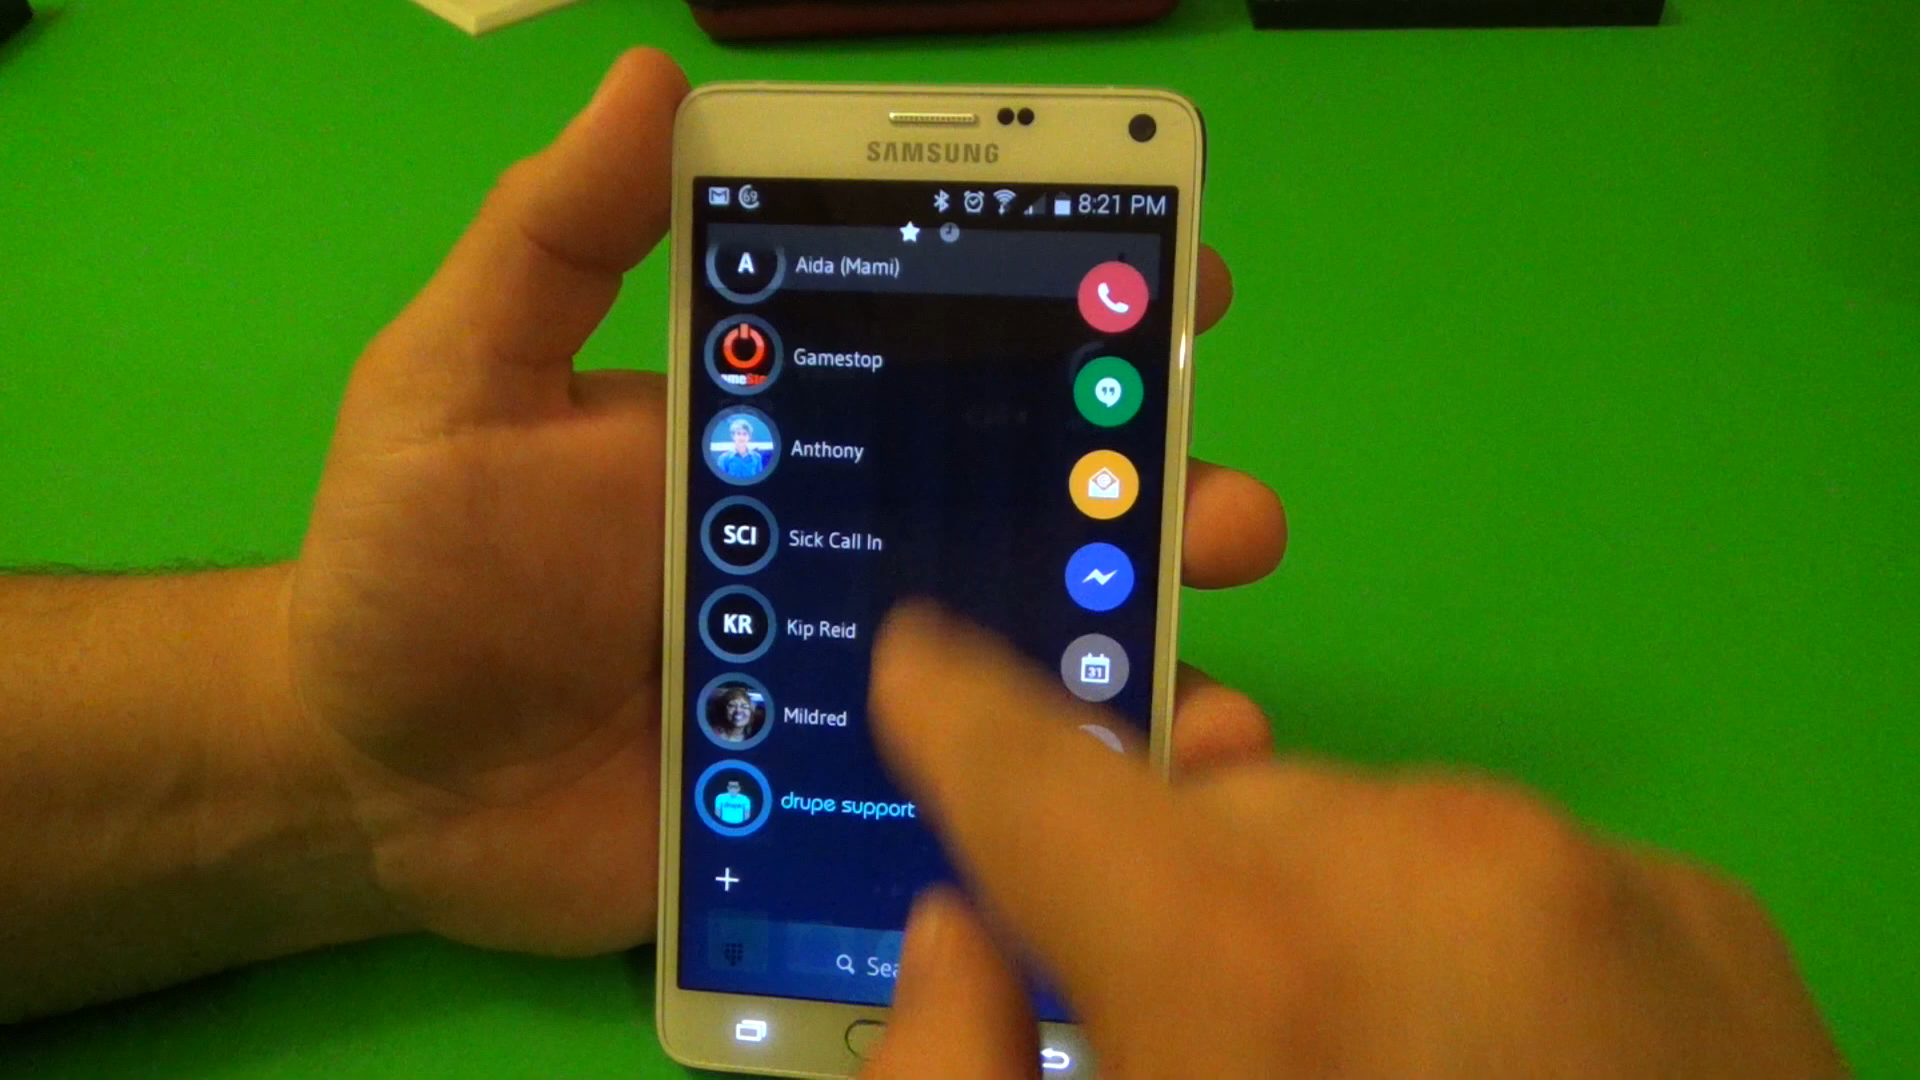 SAMSUNG
69
8:21 PM
A Aida (Mami)
Gamestop
Anthony
SCI Sick Call In
KR Kip Reid
31
Mildred
drupe support
+